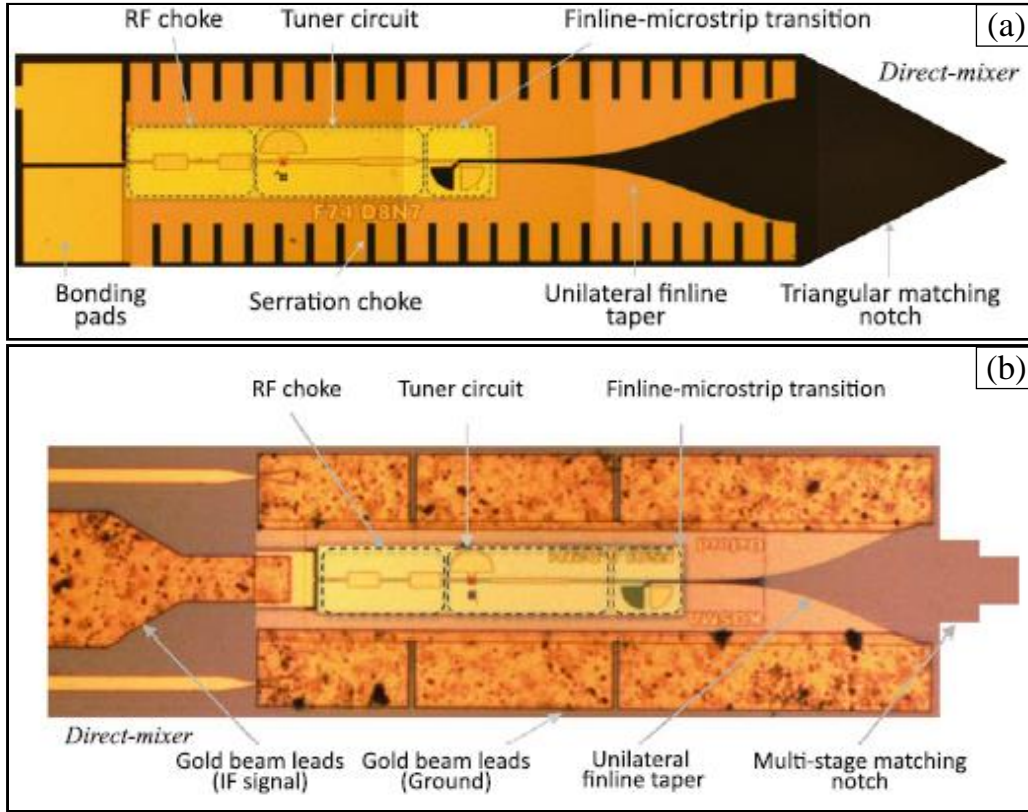 RF choke
Tuner circuit
Finline-microstrip transition
(a)
Direct-mixer
F74 D8N7
Bonding
pads
Serration choke
Unilateral finline
taper
Triangular matching
notch
(b)
RF choke
Tuner circuit
Finline-microstrip transition
Direct-mixer
Gold beam leads
(IF signal)
Gold beam leads
(Ground)
Unilateral
finline taper
Multi-stage matching
notch